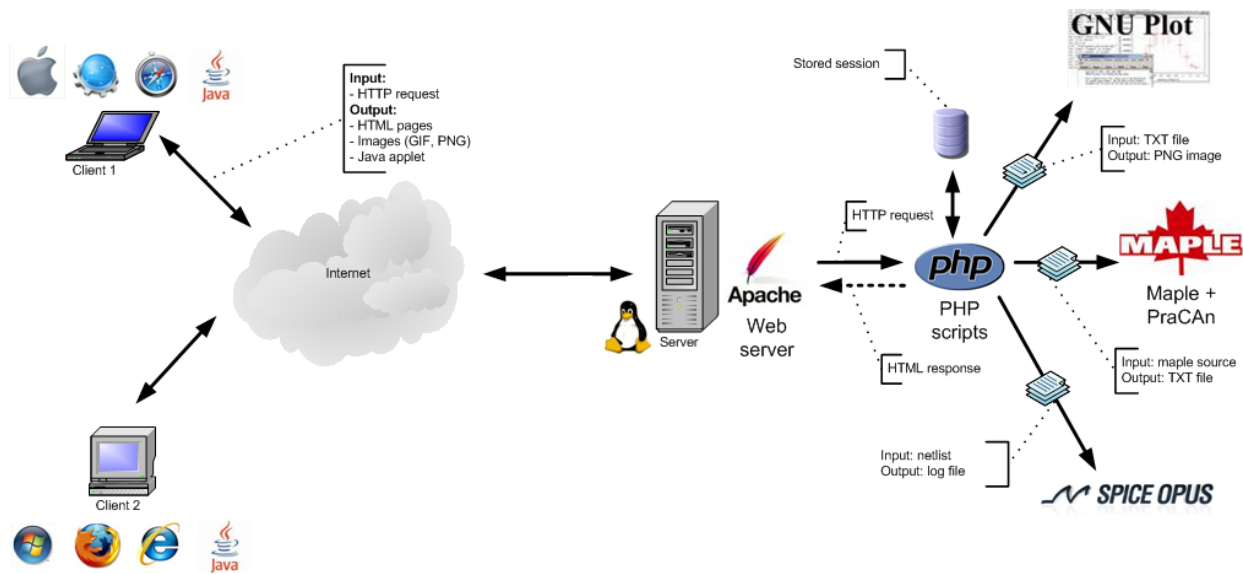 GNU Plot
Stored session
Java
Input:
- HTTP request
Output:
- HTML pages
- Images (GIF, PNG)
- Java applet
Client 1
Input: TXT file
Output: PNG image
HTTP request
Internet
MAPLE
php
Apache
Maple +
PraCAn
PHP
scripts
Web
server
Server
HTML response
Input: maple source
Output: TXT file
Input: netlist
Output: log file
SPICE OPUS
Client 2
Java